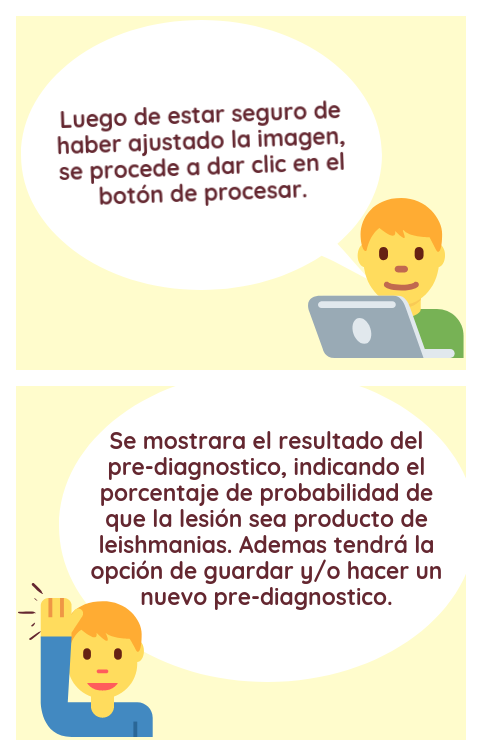 Luego de estar seguro de
haber ajustado la imagen,
se procede a dar clic en el
botón de procesar.
Se mostrara el resultado del
pre-diagnostico, indicando el
porcentaje de probabilidad de
que la lesión sea producto de
leishmanias. Ademas tendrá la
opción de guardar y/o hacer un
nuevo pre-diagnostico.